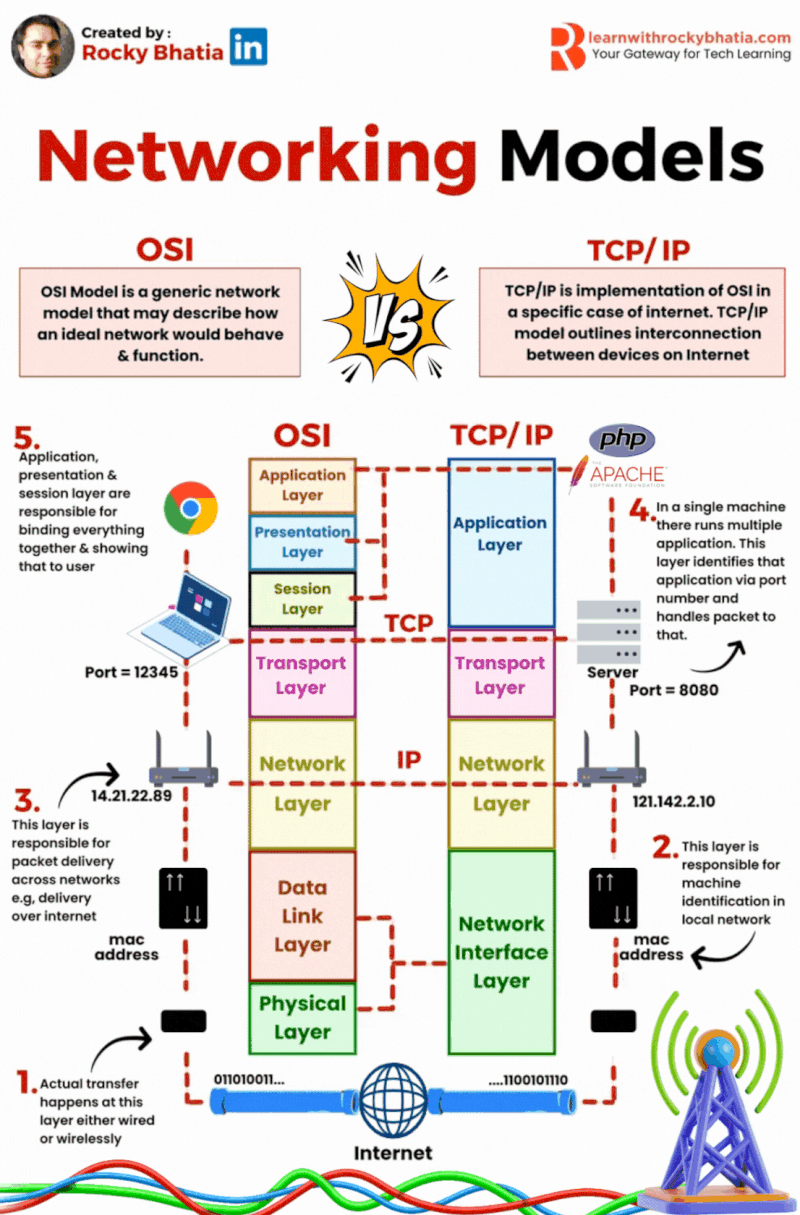 Created by :
Rocky Bhatia
in
learnwithrockybhatia.com
Your Gateway for Tech Learning
Networking Models
OSI
OSI Model is a generic network
model that may describe how
an ideal network would behave
& function.
VS
TCP/ IP
TCP/IP is implementation of OSI in
a specific case of internet. TCP/IP
model outlines interconnection
between devices on Internet
5.
Application,
presentation &
session layer are
responsible for
binding everything
together & showing
that to user
OSI
TCP/ IP
php
THE
APACHE
SOFTWARE FOUNDATION
Application
Layer
Presentation
Layer
Session
Layer
Application
Layer
4.
In a single machine
there runs multiple
application. This
layer identifies that
application via port
number and
handles packet to
that.
TCP
Port = 12345
Transport
Layer
Transport
Layer
Server
Port = 8080
IP
Network
Layer
Network
Layer
14.21.22.89
121.142.2.10
3.
This layer is
responsible for
packet delivery
across networks
e.g, delivery
over internet
2.
This layer is
responsible for
machine
identification in
local network
Data
Link
Layer
Network
Interface
Layer
mac
address
mac
address
Physical
Layer
1.
Actual transfer
happens at this
layer either wired
or wirelessly
011010011...
....1100101110
Internet